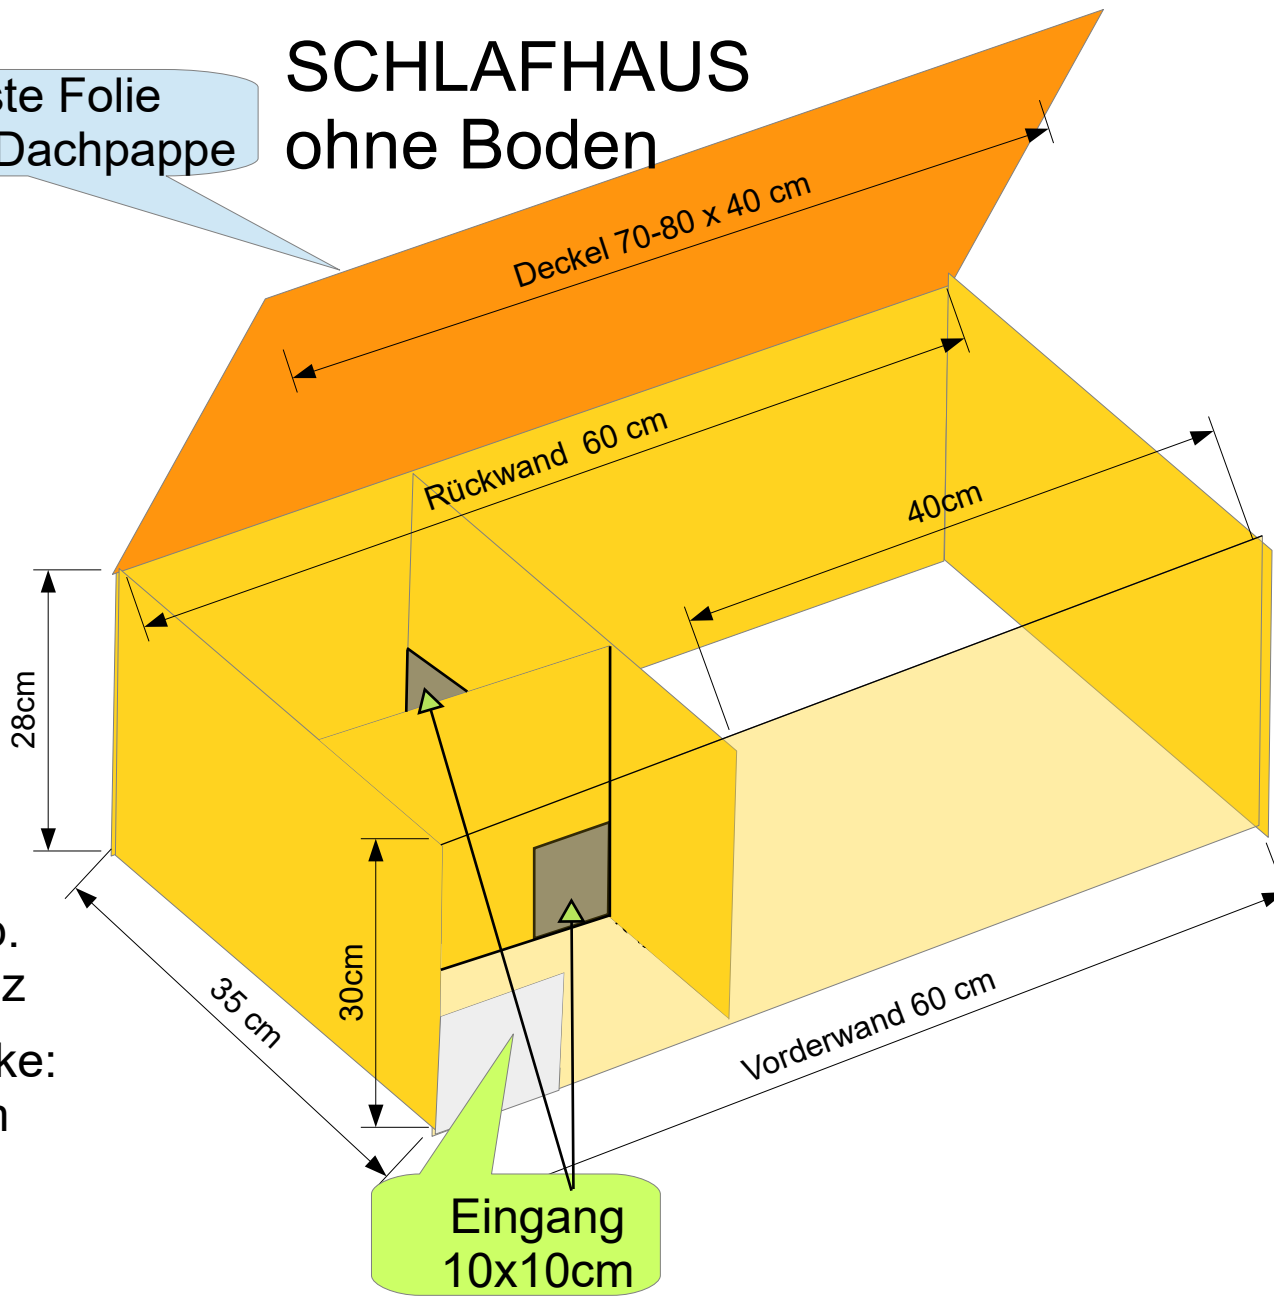 SCHLAFHAUS
ohne Boden
ste Folie
Dachpappe
Deckel 70-80 x 40 cm
Rückwand  60 cm
40cm
28cm
30cm
35 cm
Vorderwand 60 cm
o.
z
ke:
Eingang
10x10cm